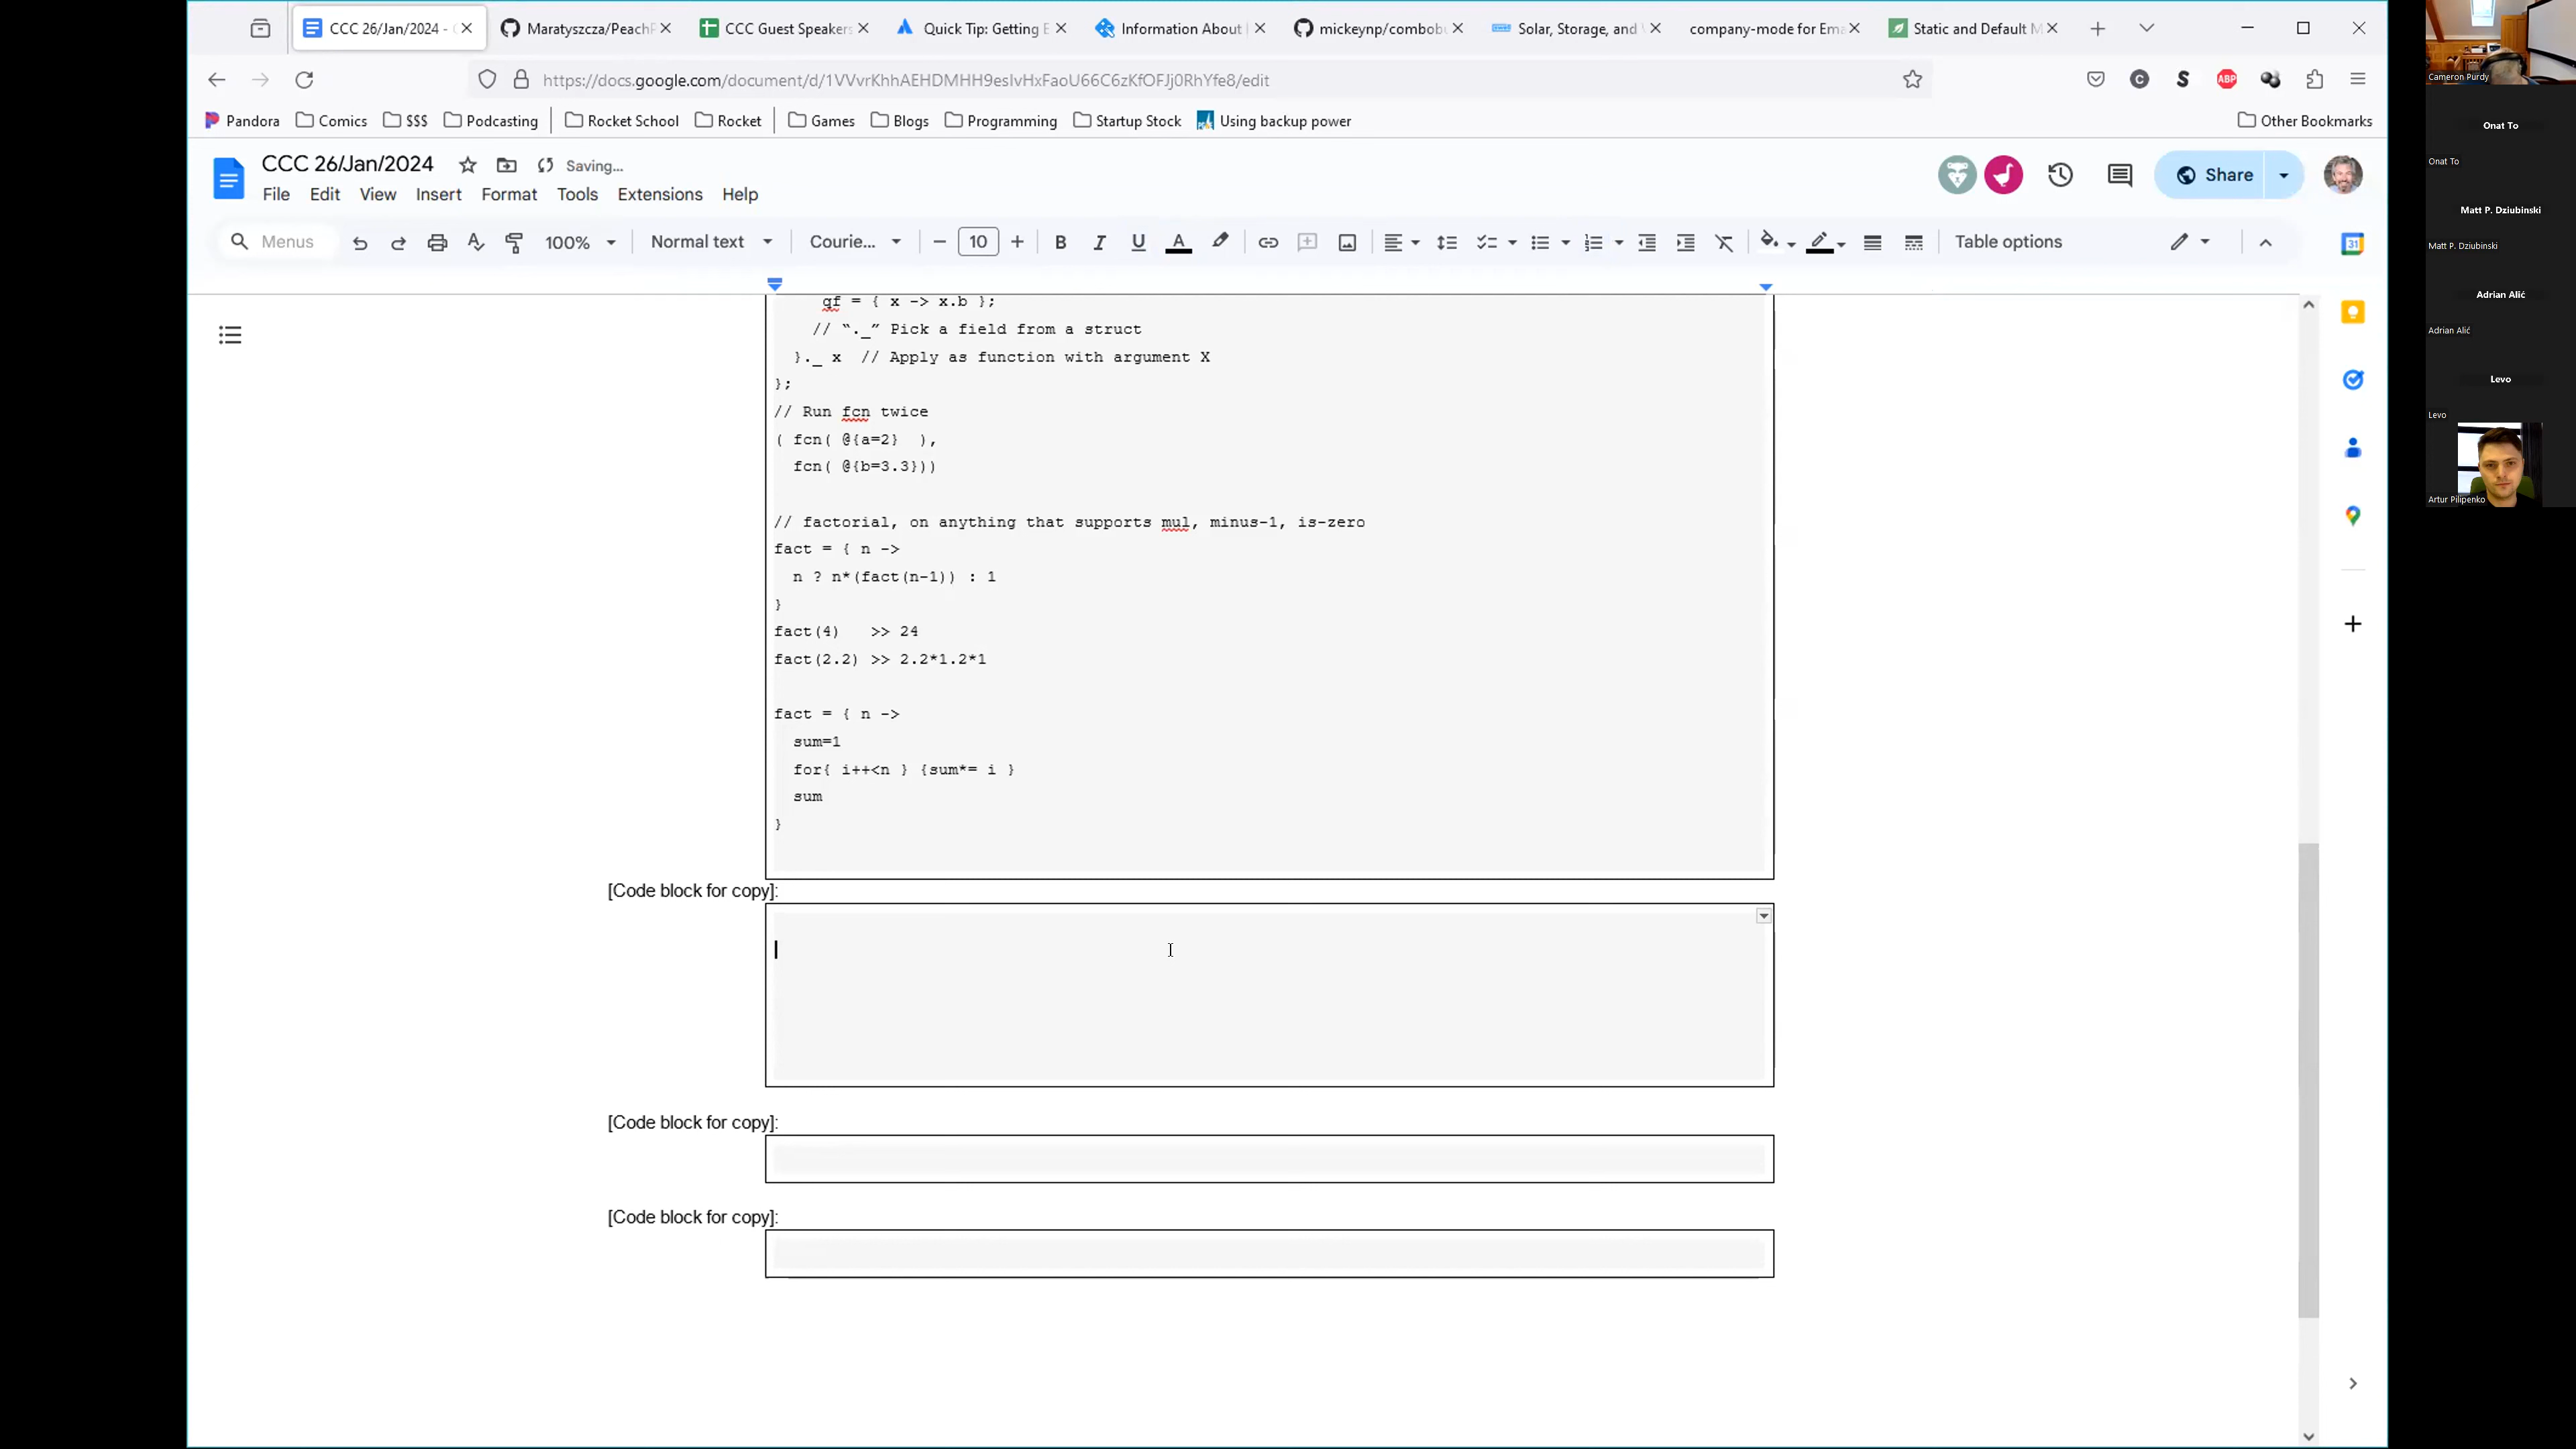 CCC 26/Jan/2024 - 
Maratyszcza/Peach
CCC Guest Speakers
Quick Tip: Getting
Information About
mickeynp/combob
Solar, Storage, and
company-mode for Ema
Static and Default M
https://docs.google.com/document/d/1VVvrKhhAEHDMHH9esIvHxFaoU66C6zKfOFJj0RhYfe8/edit
Pandora Comics $$$ Podcasting Rocket School Rocket Games Blogs Programming Startup Stock Using backup power Other Bookmarks
CCC 26/Jan/2024 Saving...
File Edit View Insert Format Tools Extensions Help
Share
Menus 100% Normal text Courie... 10 Table options
gf = { x -> x.b };
// “._” Pick a field from a struct
}._ x // Apply as function with argument X
};
// Run fcn twice
( fcn( @{a=2} ),
fcn( @{b=3.3}))
// factorial, on anything that supports mul, minus-1, is-zero
fact = { n ->
n ? n*(fact(n-1)) : 1
}
fact(4) >> 24
fact(2.2) >> 2.2*1.2*1
fact = { n ->
sum=1
for{ i++<n } {sum*= i }
sum
}
[Code block for copy]:
[Code block for copy]:
[Code block for copy]:
Cameron Purdy
Onat To
Onat To
Matt P. Dziubinski
Matt P. Dziubinski
Adrian Alić
Adrian Alić
Levo
Levo
Artur Pilipenko